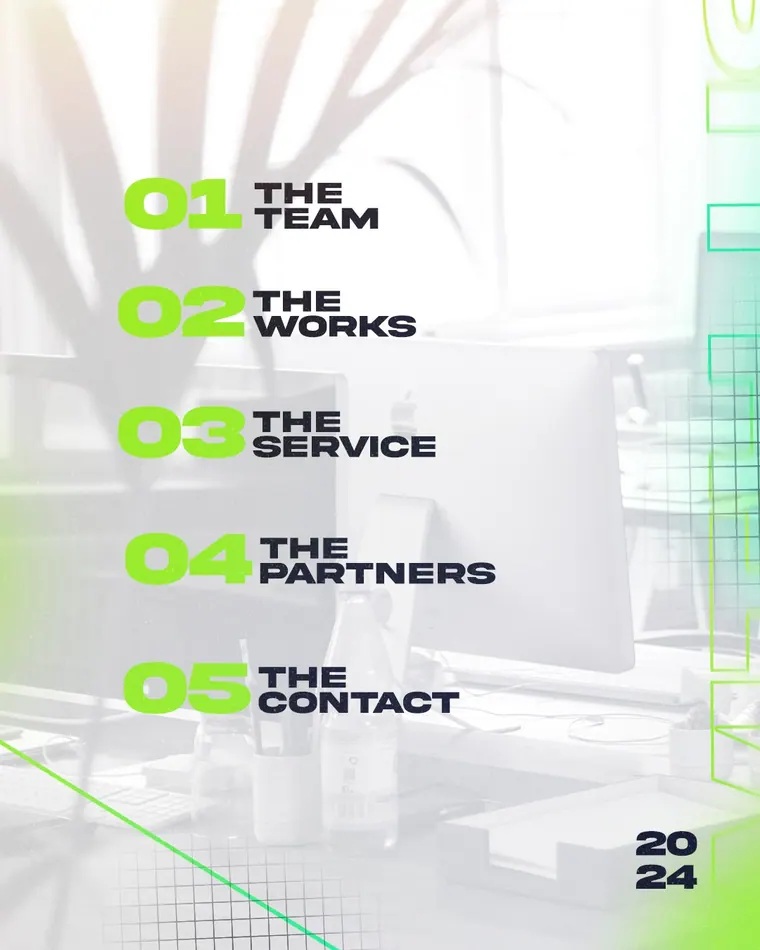 01 THE
TEAM
02 THE
WORKS
03 THE
SERVICE
04 THE
PARTNERS
05 THE
CONTACT
20
24